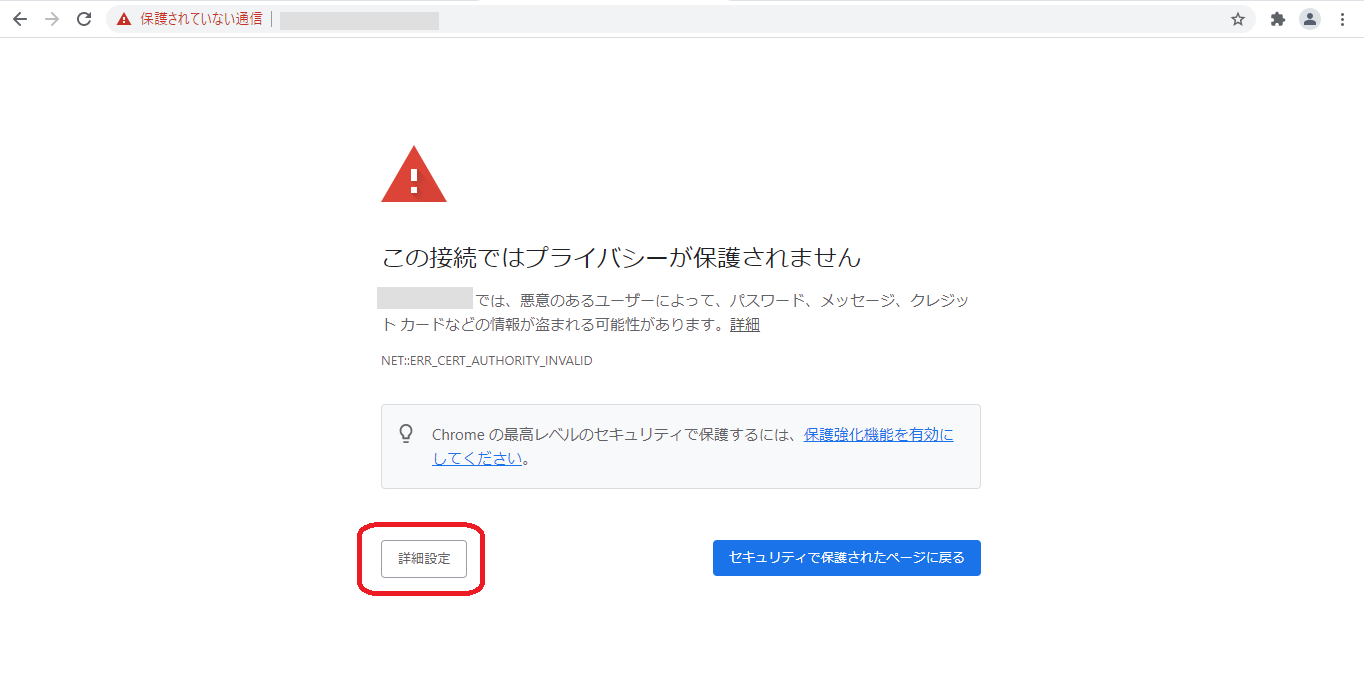 保護されていない通信
この接続ではプライバシーが保護されません
では、悪意のあるユーザーによって、パスワード、メッセージ、クレジッ
ト カードなどの情報が盗まれる可能性があります。詳細
NET::ERR_CERT_AUTHORITY_INVALID
Chrome の最高レベルのセキュリティで保護するには、保護強化機能を有効に
してください。
詳細設定
セキュリティで保護されたページに戻る